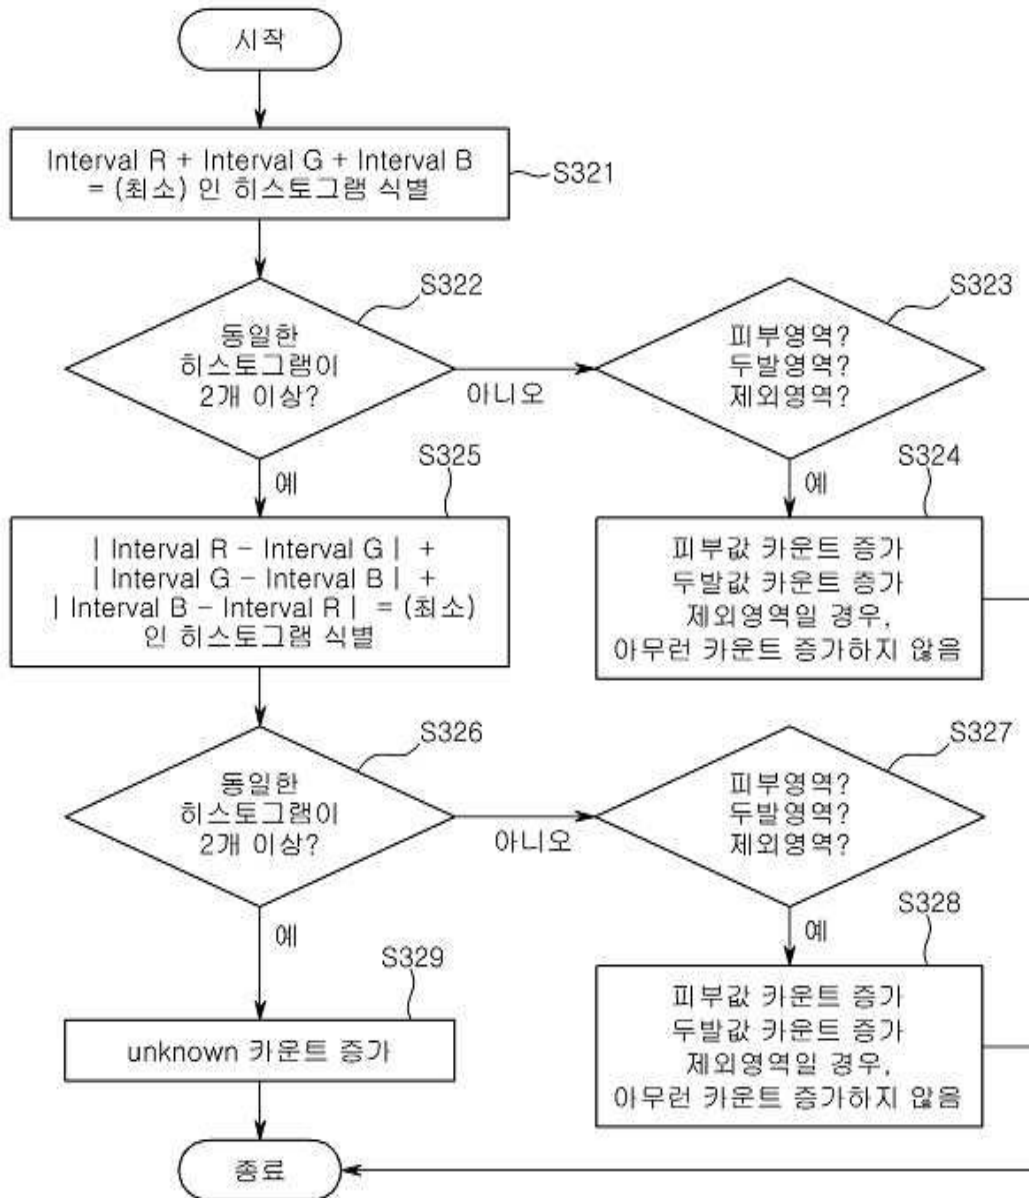 시작
Interval R + Interval G + Interval B
= (최소) 인 히스토그램 식별
S321
S322
동일한
히스토그램이
2개 이상?
아니오
예
S323
피부영역?
두발영역?
제외영역?
예
S324
피부값 카운트 증가
두발값 카운트 증가
제외영역일 경우,
아무런 카운트 증가하지 않음
S325
| Interval R - Interval G | +
| Interval G - Interval B | +
| Interval B - Interval R | = (최소)
인 히스토그램 식별
S326
동일한
히스토그램이
2개 이상?
아니오
예
S327
피부영역?
두발영역?
제외영역?
예
S328
피부값 카운트 증가
두발값 카운트 증가
제외영역일 경우,
아무런 카운트 증가하지 않음
S329
unknown 카운트 증가
종료